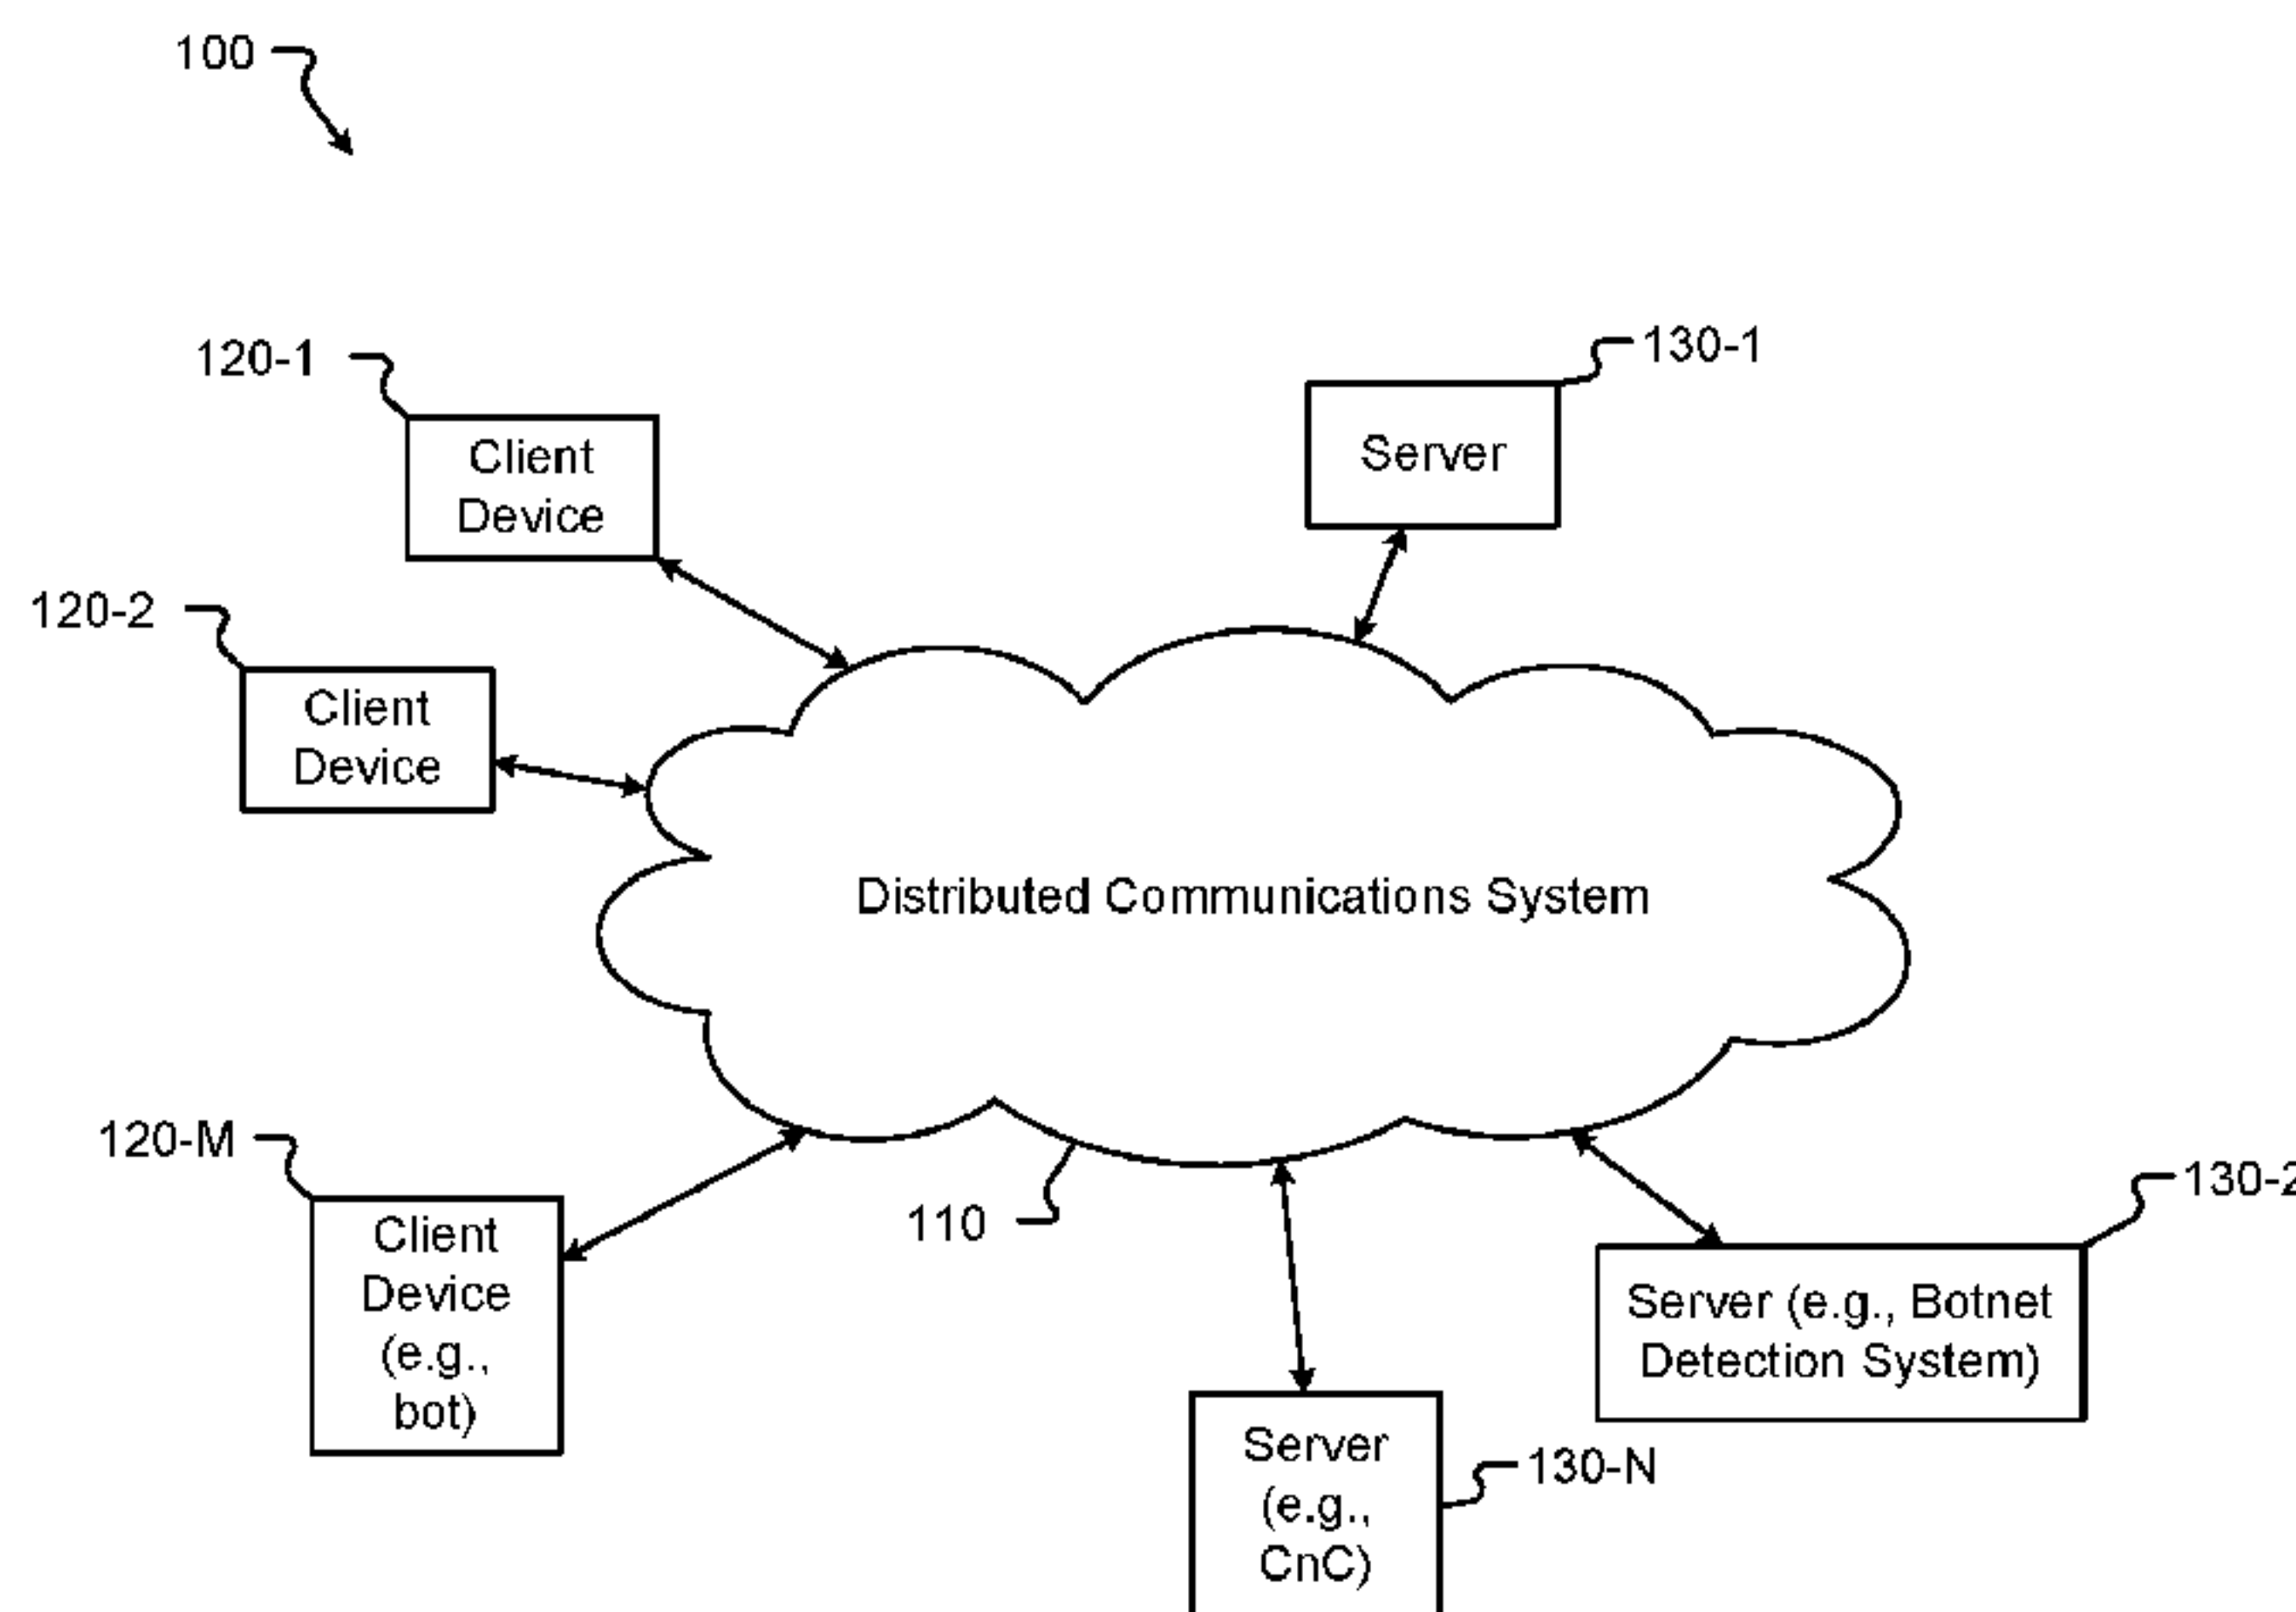 100
120-1
130-1
Client
Device
Server
120-2
Client
Device
Distributed Communications System
120-M
110
130-2
Client
Device
(e.g.,
bot)
Server (e.g., Botnet
Detection System)
Server
(e.g.,
CnC)
130-N